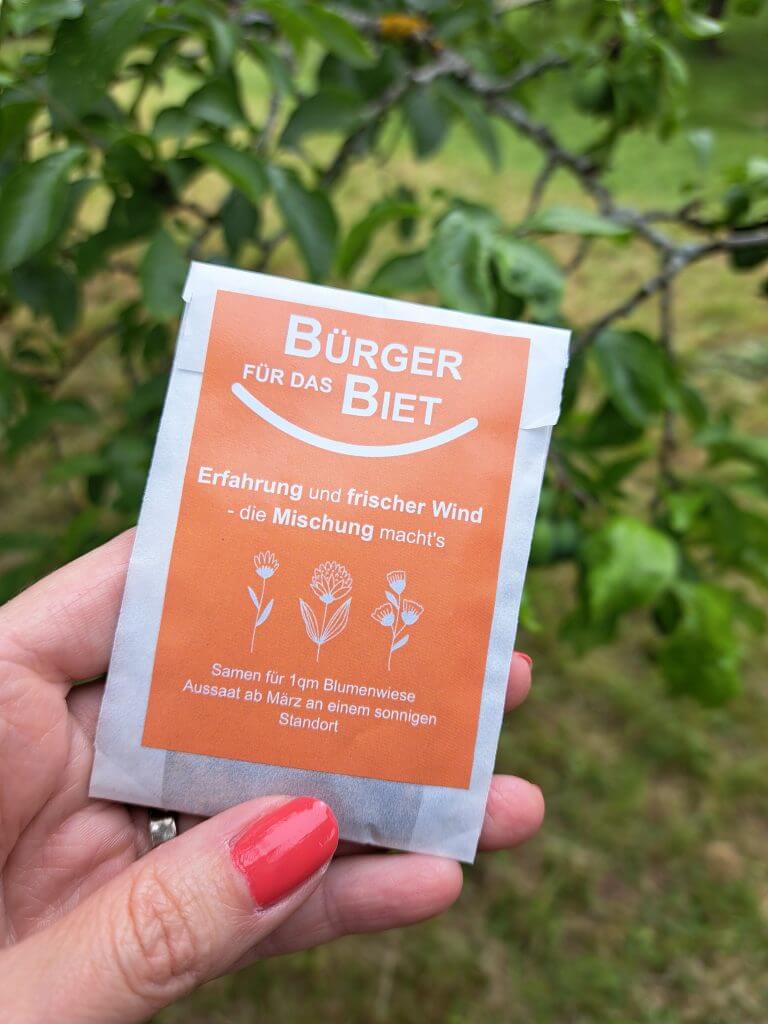 BÜRGER
FÜR DAS BIET
Erfahrung und frischer Wind
- die Mischung macht's
Samen für 1qm Blumenwiese
Aussaat ab März an einem sonnigen
Standort